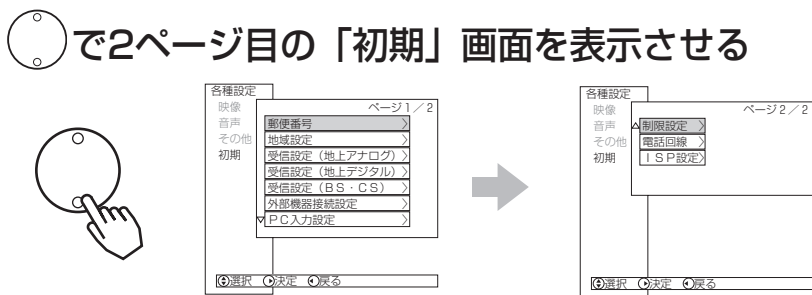 で2ページ目の「初期」画面を表示させる
各種設定
映像
音声
その他
初期
ページ1／2
郵便番号
地域設定
受信設定（地上アナログ）
受信設定（地上デジタル）
受信設定（BS・CS）
外部機器接続設定
PC入力設定
選択 決定 戻る
各種設定
映像
音声
その他
初期
ページ2／2
制限設定
電話回線
ISP設定
選択 決定 戻る